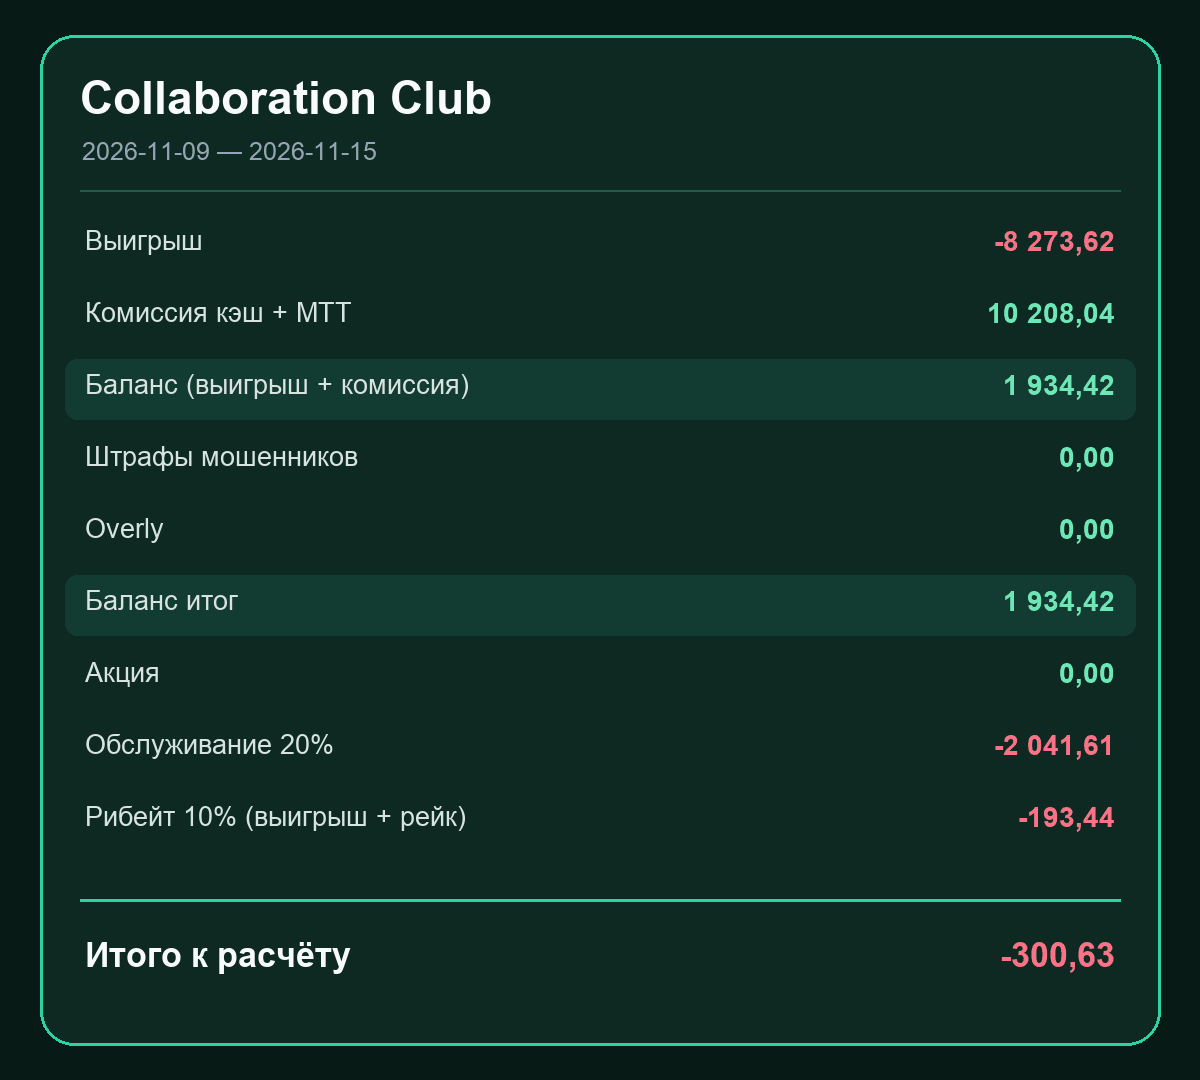 Collaboration Club
2026-11-09 — 2026-11-15
Выигрыш -8 273,62
Комиссия кэш + МТТ 10 208,04
Баланс (выигрыш + комиссия) 1 934,42
Штрафы мошенников 0,00
Overly 0,00
Баланс итог 1 934,42
Акция 0,00
Обслуживание 20% -2 041,61
Рибейт 10% (выигрыш + рейк) -193,44
Итого к расчёту -300,63